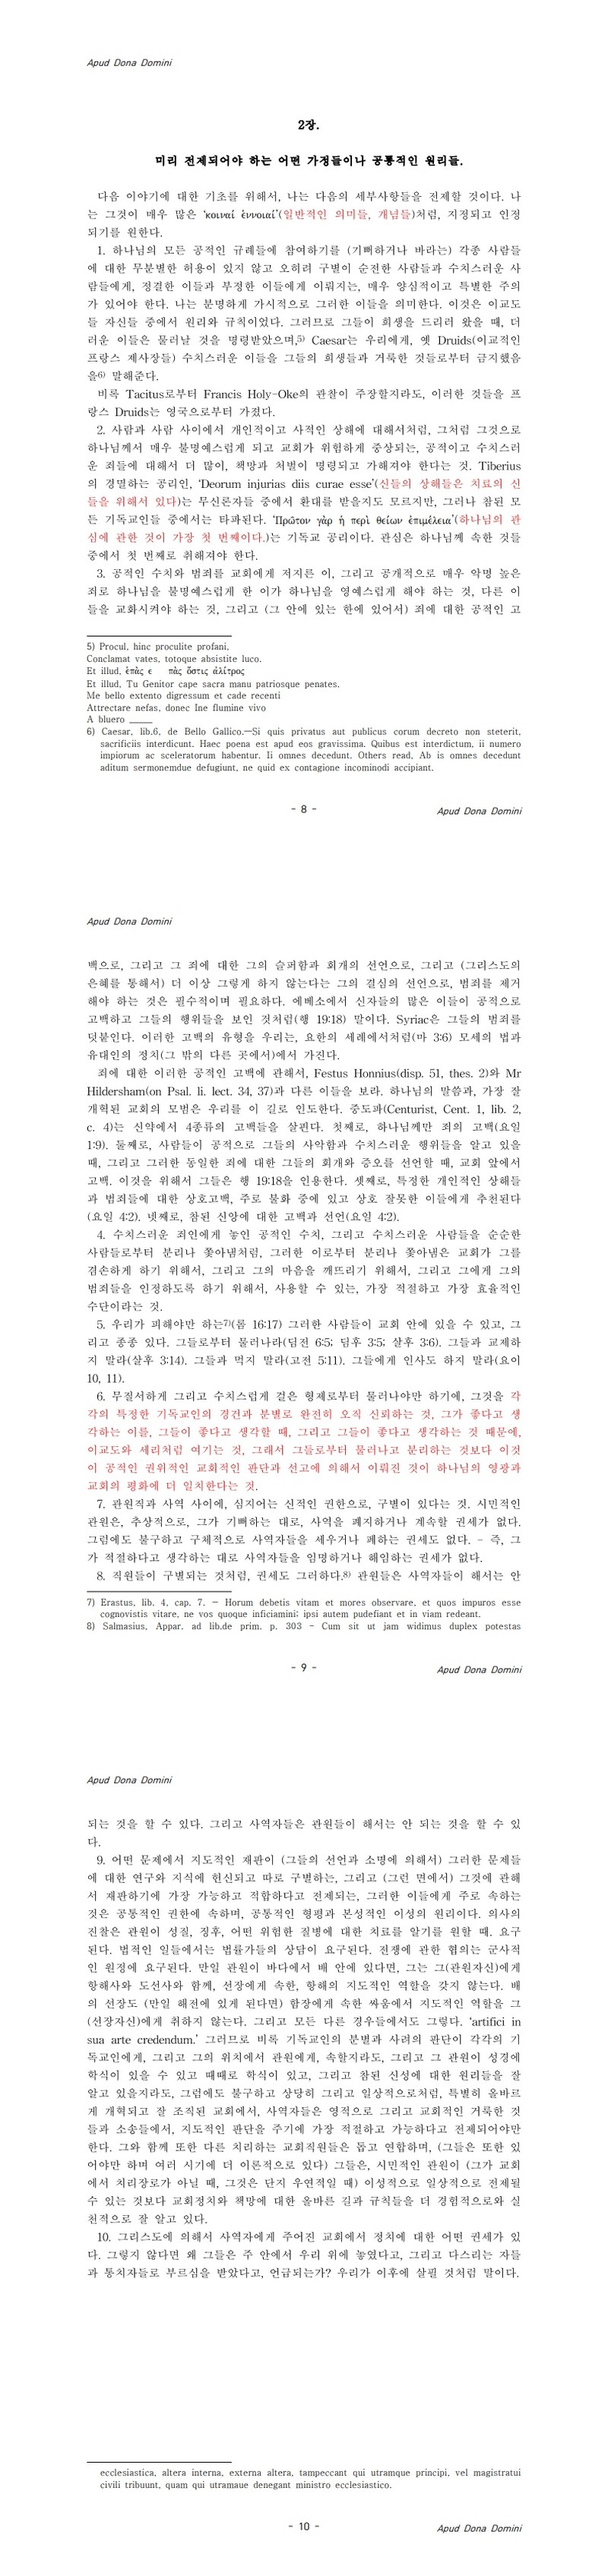 Apud Dona Domini
2장.
미리 전제되어야 하는 어떤 가정들이나 공통적인 원리들.
다음 이야기에 대한 기초를 위해서, 나는 다음의 세부사항들을 전제할 것이다. 나
는 그것이 매우 많은 ‘κοιναί ἐννοιαί’(일반적인 의미들, 개념들)처럼, 지정되고 인정
되기를 원한다.
1. 하나님의 모든 공적인 규례들에 참여하기를 (기뻐하거나 바라는) 각종 사람들
에 대한 무분별한 허용이 있지 않고 오히려 구별이 순전한 사람들과 수치스러운 사
람들에게, 정결한 이들과 부정한 이들에게 이뤄지는, 매우 양심적이고 특별한 주의
가 있어야 한다. 나는 분명하게 가시적으로 그러한 이들을 의미한다. 이것은 이교도
들 자신들 중에서 원리와 규칙이었다. 그러므로 그들이 희생을 드리러 왔을 때, 더
러운 이들은 물러날 것을 명령받았으며,5) Caesar는 우리에게, 옛 Druids(이교적인
프랑스 제사장들) 수치스러운 이들을 그들의 희생들과 거룩한 것들로부터 금지했음
을6) 말해준다.
비록 Tacitus로부터 Francis Holy-Oke의 관찰이 주장할지라도, 이러한 것들을 프
랑스 Druids는 영국으로부터 가졌다.
2. 사람과 사람 사이에서 개인적이고 사적인 상해에 대해서처럼, 그처럼 그것으로
하나님께서 매우 불명예스럽게 되고 교회가 위험하게 중상되는, 공적이고 수치스러
운 죄들에 대해서 더 많이, 책망과 처벌이 명령되고 가해져야 한다는 것. Tiberius
의 경멸하는 공리인, ‘Deorum injurias diis curae esse’(신들의 상해들은 치료의 신
들을 위해서 있다)는 무신론자들 중에서 환대를 받을지도 모르지만, 그러나 참된 모
든 기독교인들 중에서는 타파된다. ‘Πρῶτον γὰρ ἡ περὶ θείων ἐπιμέλεια’(하나님의 관
심에 관한 것이 가장 첫 번째이다.)는 기독교 공리이다. 관심은 하나님께 속한 것들
중에서 첫 번째로 취해져야 한다.
3. 공적인 수치와 범죄를 교회에게 저지른 이, 그리고 공개적으로 매우 악명 높은
죄로 하나님을 불명예스럽게 한 이가 하나님을 영예스럽게 해야 하는 것, 다른 이
들을 교화시켜야 하는 것, 그리고 (그 안에 있는 한에 있어서) 죄에 대한 공적인 고
5) Procul, hinc proculite profani,
Conclamat vates, totoque absistite luco.
Et illud, ἑπὰς ε πὰς ὅστις ἀλίτρος
Et illud, Tu Genitor cape sacra manu patriosque penates.
Me bello extento digressum et cade recenti
Attrectare nefas, donec Ine flumine vivo
A bluero ____
6) Caesar, lib.6, de Bello Gallico.—Si quis privatus aut publicus corum decreto non steterit,
sacrificiis interdicunt. Haec poena est apud eos gravissima. Quibus est interdictum, ii numero
impiorum ac sceleratorum habentur. Ii omnes decedunt. Others read, Ab is omnes decedunt
aditum sermonemdue defugiunt, ne quid ex contagione incominodi accipiant.
- 8 -
Apud Dona Domini
Apud Dona Domini
백으로, 그리고 그 죄에 대한 그의 슬퍼함과 회개의 선언으로, 그리고 (그리스도의
은혜를 통해서) 더 이상 그렇게 하지 않는다는 그의 결심의 선언으로, 범죄를 제거
해야 하는 것은 필수적이며 필요하다. 에베소에서 신자들의 많은 이들이 공적으로
고백하고 그들의 행위들을 보인 것처럼(행 19:18) 말이다. Syriac은 그들의 범죄를
덧붙인다. 이러한 고백의 유형을 우리는, 요한의 세례에서처럼(마 3:6) 모세의 법과
유대인의 정치(그 밖의 다른 곳에서)에서 가진다.
죄에 대한 이러한 공적인 고백에 관해서, Festus Honnius(disp. 51, thes. 2)와 Mr
Hildersham(on Psal. li. lect. 34, 37)과 다른 이들을 보라. 하나님의 말씀과, 가장 잘
개혁된 교회의 모범은 우리를 이 길로 인도한다. 중도파(Centurist, Cent. 1, lib. 2,
c. 4)는 신약에서 4종류의 고백들을 살핀다. 첫째로, 하나님께만 죄의 고백(요일
1:9). 둘째로, 사람들이 공적으로 그들의 사악함과 수치스러운 행위들을 알고 있을
때, 그리고 그러한 동일한 죄에 대한 그들의 회개와 증오를 선언할 때, 교회 앞에서
고백. 이것을 위해서 그들은 행 19:18을 인용한다. 셋째로, 특정한 개인적인 상해들
과 범죄들에 대한 상호고백, 주로 불화 중에 있고 상호 잘못한 이들에게 추천된다
(요일 4:2). 넷째로, 참된 신앙에 대한 고백과 선언(요일 4:2).
4. 수치스러운 죄인에게 놓인 공적인 수치, 그리고 수치스러운 사람들을 순순한
사람들로부터 분리나 쫓아냄처럼, 그러한 이로부터 분리나 쫓아냄은 교회가 그를
겸손하게 하기 위해서, 그리고 그의 마음을 깨뜨리기 위해서, 그리고 그에게 그의
범죄들을 인정하도록 하기 위해서, 사용할 수 있는, 가장 적절하고 가장 효율적인
수단이라는 것.
5. 우리가 피해야만 하는7)(롬 16:17) 그러한 사람들이 교회 안에 있을 수 있고, 그
리고 종종 있다. 그들로부터 물러나라(딤전 6:5; 딤후 3:5; 살후 3:6). 그들과 교제하
지 말라(살후 3:14). 그들과 먹지 말라(고전 5:11). 그들에게 인사도 하지 말라(요이
10, 11).
6. 무질서하게 그리고 수치스럽게 걸은 형제로부터 물러나야만 하기에, 그것을 각
각의 특정한 기독교인의 경건과 분별로 완전히 오직 신뢰하는 것, 그가 좋다고 생
각하는 이를, 그들이 좋다고 생각할 때, 그리고 그들이 좋다고 생각하는 것 때문에,
이교도와 세리처럼 여기는 것, 그래서 그들로부터 물러나고 분리하는 것보다 이것
이 공적인 권위적인 교회적인 판단과 선고에 의해서 이뤄진 것이 하나님의 영광과
교회의 평화에 더 일치한다는 것.
7. 관원직과 사역 사이에, 심지어는 신적인 권한으로, 구별이 있다는 것. 시민적인
관원은, 추상적으로, 그가 기뻐하는 대로, 사역을 폐지하거나 계속할 권세가 없다.
그럼에도 불구하고 구체적으로 사역자들을 세우거나 폐하는 권세도 없다. - 즉, 그
가 적절하다고 생각하는 대로 사역자들을 임명하거나 해임하는 권세가 없다.
8. 직원들이 구별되는 것처럼, 권세도 그러하다.8) 관원들은 사역자들이 해서는 안
7) Erastus, lib. 4, cap. 7. — Horum debetis vitam et mores observare, et quos impuros esse
cognovistis vitare, ne vos quoque inficiamini; ipsi autem pudefiant et in viam redeant.
8) Salmasius, Appar. ad lib.de prim. p. 303 - Cum sit ut jam widimus duplex potestas
- 9 -
Apud Dona Domini
Apud Dona Domini
되는 것을 할 수 있다. 그리고 사역자들은 관원들이 해서는 안 되는 것을 할 수 있
다.
9. 어떤 문제에서 지도적인 재판이 (그들의 선언과 소명에 의해서) 그러한 문제들
에 대한 연구와 지식에 헌신되고 따로 구별하는, 그리고 (그런 면에서) 그것에 관해
서 재판하기에 가장 가능하고 적합하다고 전제되는, 그러한 이들에게 주로 속하는
것은 공통적인 권한에 속하며, 공통적인 형평과 본성적인 이성의 원리이다. 의사의
진찰은 관원이 성질, 징후, 어떤 위험한 질병에 대한 치료를 알기를 원할 때. 요구
된다. 법적인 일들에서는 법률가들의 상담이 요구된다. 전쟁에 관한 협의는 군사적
인 원정에 요구된다. 만일 관원이 바다에서 배 안에 있다면, 그는 그(관원자신)에게
항해사와 도선사와 함께, 선장에게 속한, 항해의 지도적인 역할을 갖지 않는다. 배
의 선장도 (만일 해전에 있게 된다면) 함장에게 속한 싸움에서 지도적인 역할을 그
(선장자신)에게 취하지 않는다. 그리고 모든 다른 경우들에서도 그렇다. ‘artifici in
sua arte credendum.’ 그러므로 비록 기독교인의 분별과 사려의 판단이 각각의 기
독교인에게, 그리고 그의 위치에서 관원에게, 속할지라도, 그리고 그 관원이 성경에
학식이 있을 수 있고 때때로 학식이 있고, 그리고 참된 신성에 대한 원리들을 잘
알고 있을지라도, 그럼에도 불구하고 상당히 그리고 일상적으로처럼, 특별히 올바르
게 개혁되고 잘 조직된 교회에서, 사역자들은 영적으로 그리고 교회적인 거룩한 것
들과 소송들에서, 지도적인 판단을 주기에 가장 적절하고 가능하다고 전제되어야만
한다. 그와 함께 또한 다른 치리하는 교회직원들은 돕고 연합하며, (그들은 또한 있
어야만 하며 여러 시기에 더 이론적으로 있다) 그들은, 시민적인 관원이 (그가 교회
에서 치리장로가 아닐 때, 그것은 단지 우연적일 때) 이성적으로 일상적으로 전제될
수 있는 것보다 교회정치와 책망에 대한 올바른 길과 규칙들을 더 경험적으로와 실
천적으로 잘 알고 있다.
10. 그리스도에 의해서 사역자에게 주어진 교회에서 정치에 대한 어떤 권세가 있
다. 그렇지 않다면 왜 그들은 주 안에서 우리 위에 놓였다고, 그리고 다스리는 자들
과 통치자들로 부르심을 받았다고, 언급되는가? 우리가 이후에 살필 것처럼 말이다.
ecclesiastica, altera interna, externa altera, tampeccant qui utramque principi, vel magistratui
civili tribuunt, quam qui utramaue denegant ministro ecclesiastico.
- 10 -
Apud Dona Domini